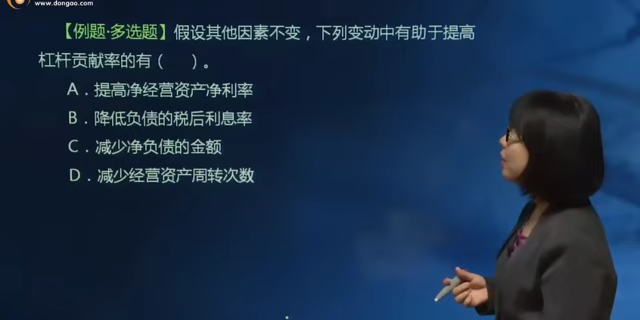 www.dongao.com
【例题·多选题】假设其他因素不变，下列变动中有助于提高
杠杆贡献率的有（　）。
A．提高净经营资产净利率
B．降低负债的税后利息率
C．减少净负债的金额
D．减少经营资产周转次数